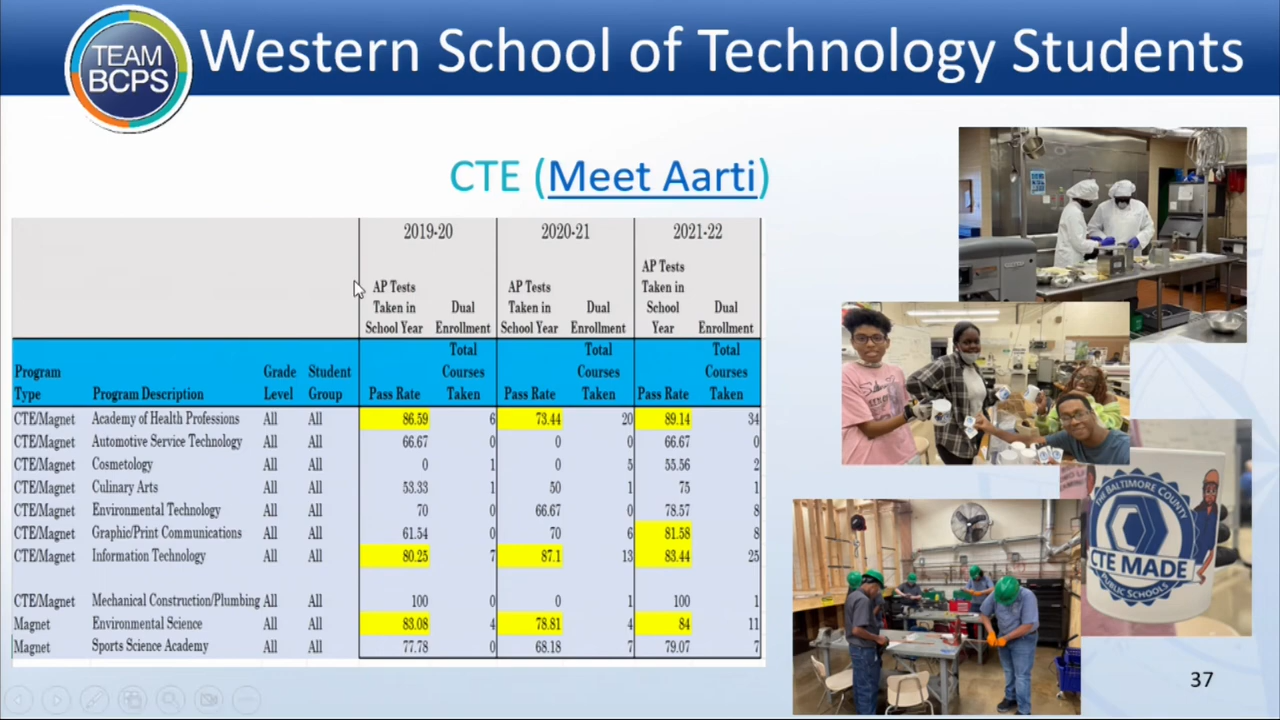 TEAM
BCPS
Western School of Technology Students
CTE (Meet Aarti)
2019-20 2020-21 2021-22
AP Tests Taken in School Year Dual Enrollment AP Tests Taken in School Year Dual Enrollment AP Tests Taken in School Year Dual Enrollment
Program Type Program Description Grade Level Student Group Pass Rate Total Courses Taken Pass Rate Total Courses Taken Pass Rate Total Courses Taken
CTE/Magnet Academy of Health Professions All All 86.59 6 73.44 20 89.14 34
CTE/Magnet Automotive Service Technology All All 66.67 0 0 0 66.67 0
CTE/Magnet Cosmetology All All 0 1 0 5 55.56 2
CTE/Magnet Culinary Arts All All 53.33 1 50 1 75 1
CTE/Magnet Environmental Technology All All 70 0 66.67 0 78.57 8
CTE/Magnet Graphic/Print Communications All All 61.54 0 70 6 81.58 8
CTE/Magnet Information Technology All All 80.25 7 87.1 13 83.44 25
CTE/Magnet Mechanical Construction/Plumbing All All 100 0 0 1 100 1
Magnet Environmental Science All All 83.08 4 78.81 4 84 11
Magnet Sports Science Academy All All 77.78 0 68.18 7 79.07 7
THE BALTIMORE COUNTY
CTE MADE
PUBLIC SCHOOLS
37